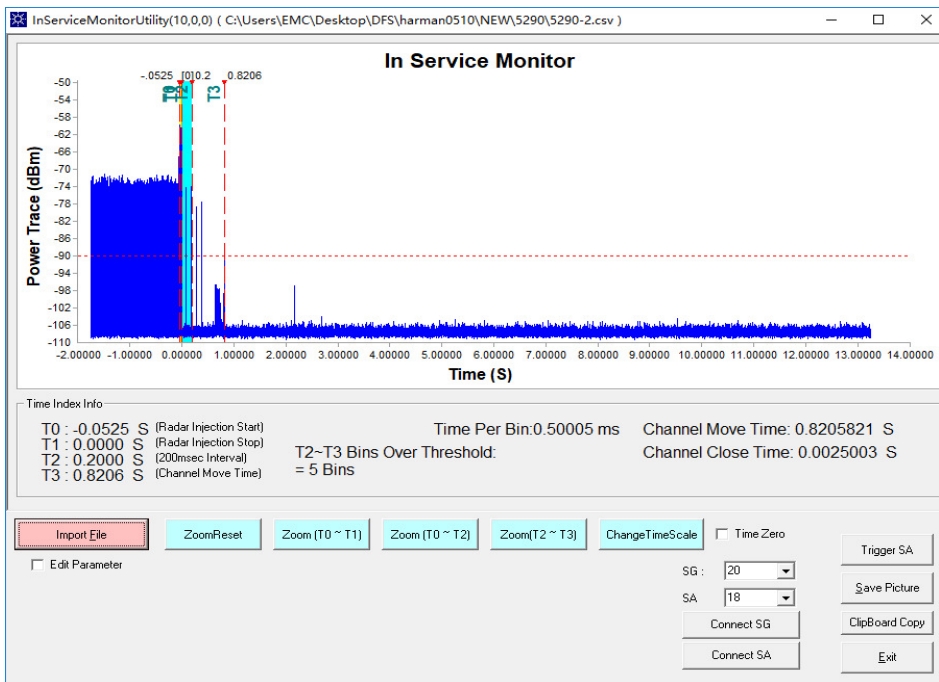 InServiceMonitorUtility(10,0,0) ( C:\Users\EMC\Desktop\DFS\harman0510\NEW\5290\5290-2.csv )
In Service Monitor
-.0525 0.2 0.8206
T2 T3
Power Trace (dBm)
-50
-54
-58
-62
-66
-70
-74
-78
-82
-86
-90
-94
-98
-102
-106
-110
-2.00000 -1.00000 0.00000 1.00000 2.00000 3.00000 4.00000 5.00000 6.00000 7.00000 8.00000 9.00000 10.00000 11.00000 12.00000 13.00000 14.00000
Time (S)
Time Index Info
T0 : -0.0525 S (Radar Injection Start)
T1 : 0.0000 S (Radar Injection Stop)
T2 : 0.2000 S (200msec Interval)
T3 : 0.8206 S (Channel Move Time)
Time Per Bin:0.50005 ms
T2~T3 Bins Over Threshold:
= 5 Bins
Channel Move Time: 0.8205821 S
Channel Close Time: 0.0025003 S
Import File ZoomReset Zoom (T0 ~ T1) Zoom (T0 ~ T2) Zoom(T2 ~ T3) ChangeTimeScale Time Zero
Edit Parameter
SG : 20
SA 18
Connect SG
Connect SA
Trigger SA
Save Picture
ClipBoard Copy
Exit